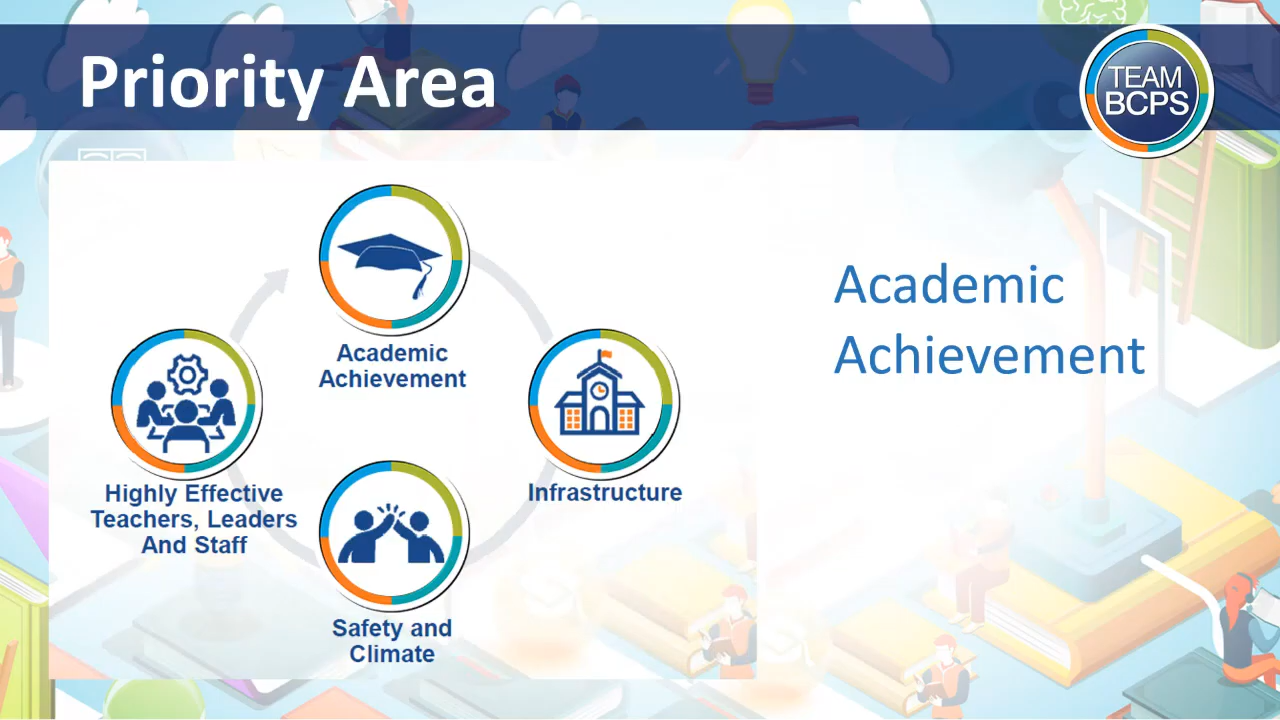 Priority Area
TEAM
BCPS
Academic
Achievement
Infrastructure
Safety and
Climate
Highly Effective
Teachers, Leaders
And Staff
Academic
Achievement